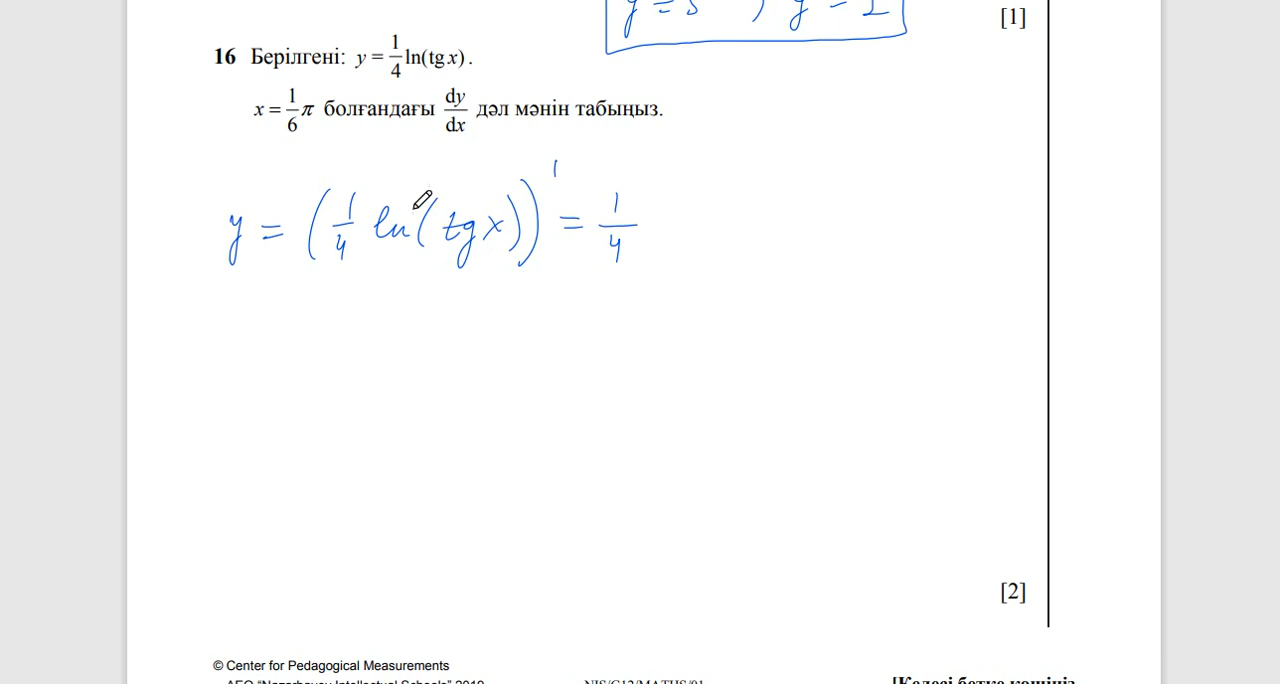 [1]
16 Берілгені: y = 1/4 ln(tg x).
x = 1/6 π болғандағы dy/dx дәл мәнін табыңыз.
y = (1/4 ln(tg x))' = 1/4
[2]
© Center for Pedagogical Measurements